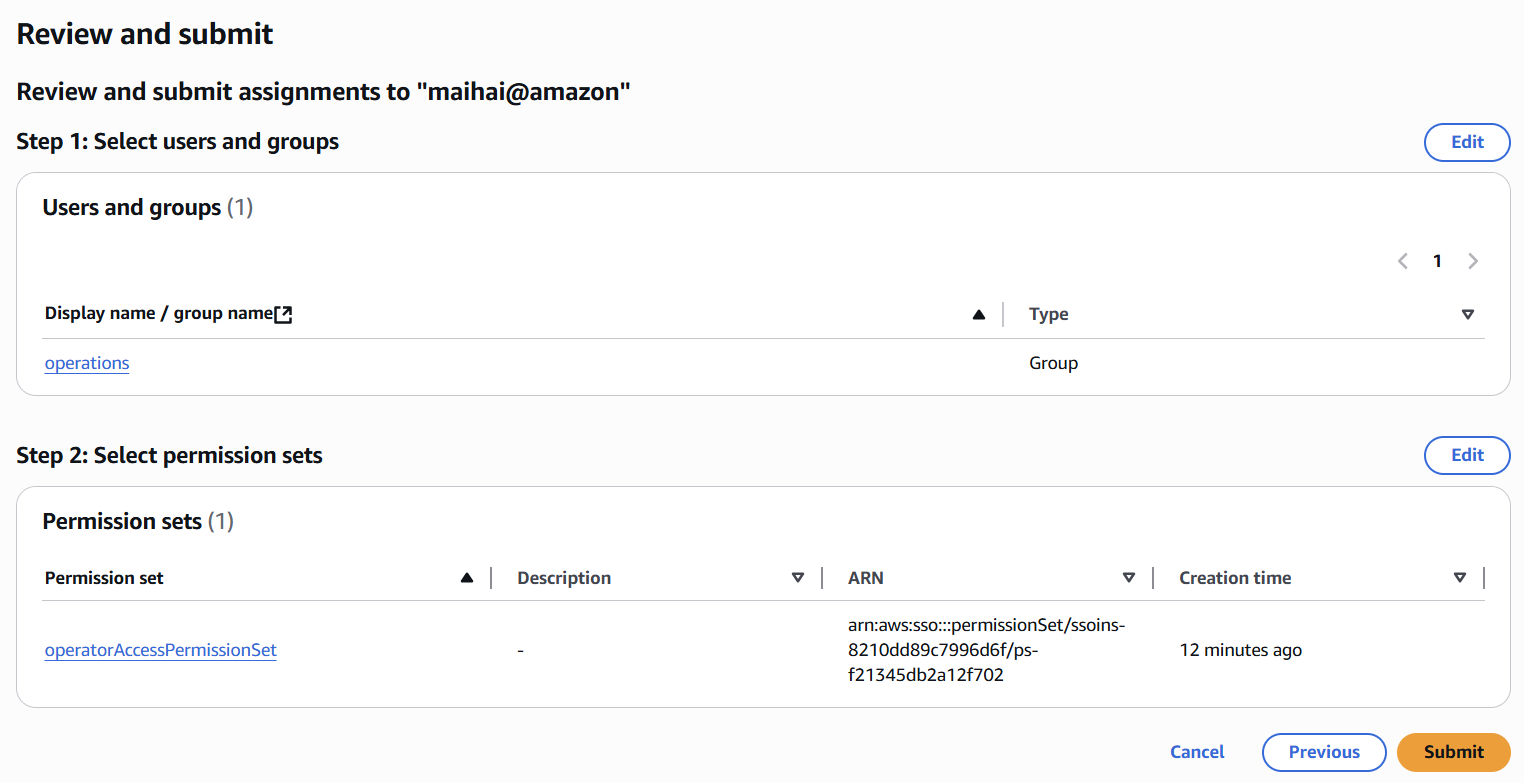 Review and submit
Review and submit assignments to "maihai@amazon"
Step 1: Select users and groups
Edit
Users and groups (1)
1
Display name / group name
Type
operations
Group
Step 2: Select permission sets
Edit
Permission sets (1)
Permission set
Description
ARN
Creation time
operatorAccessPermissionSet
-
arn:aws:sso:::permissionSet/ssoins-
8210dd89c7996d6f/ps-
f21345db2a12f702
12 minutes ago
Cancel
Previous
Submit